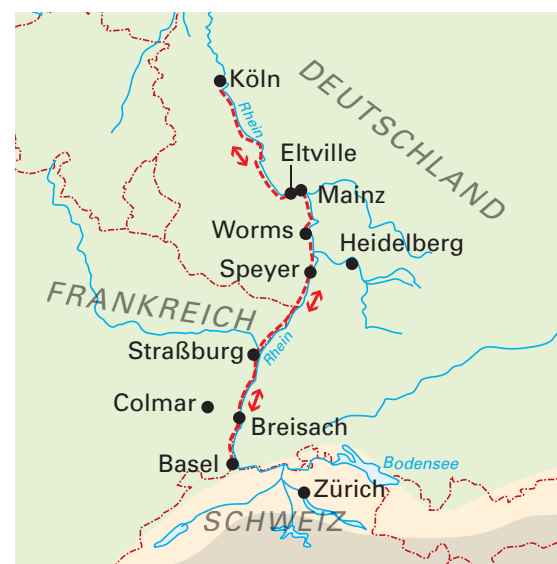 Köln
DEUTSCHLAND
Rhein
Eltville
Mainz
Worms
Heidelberg
Speyer
FRANKREICH
Straßburg
Rhein
Colmar
Breisach
Basel
Bodensee
Zürich
SCHWEIZ